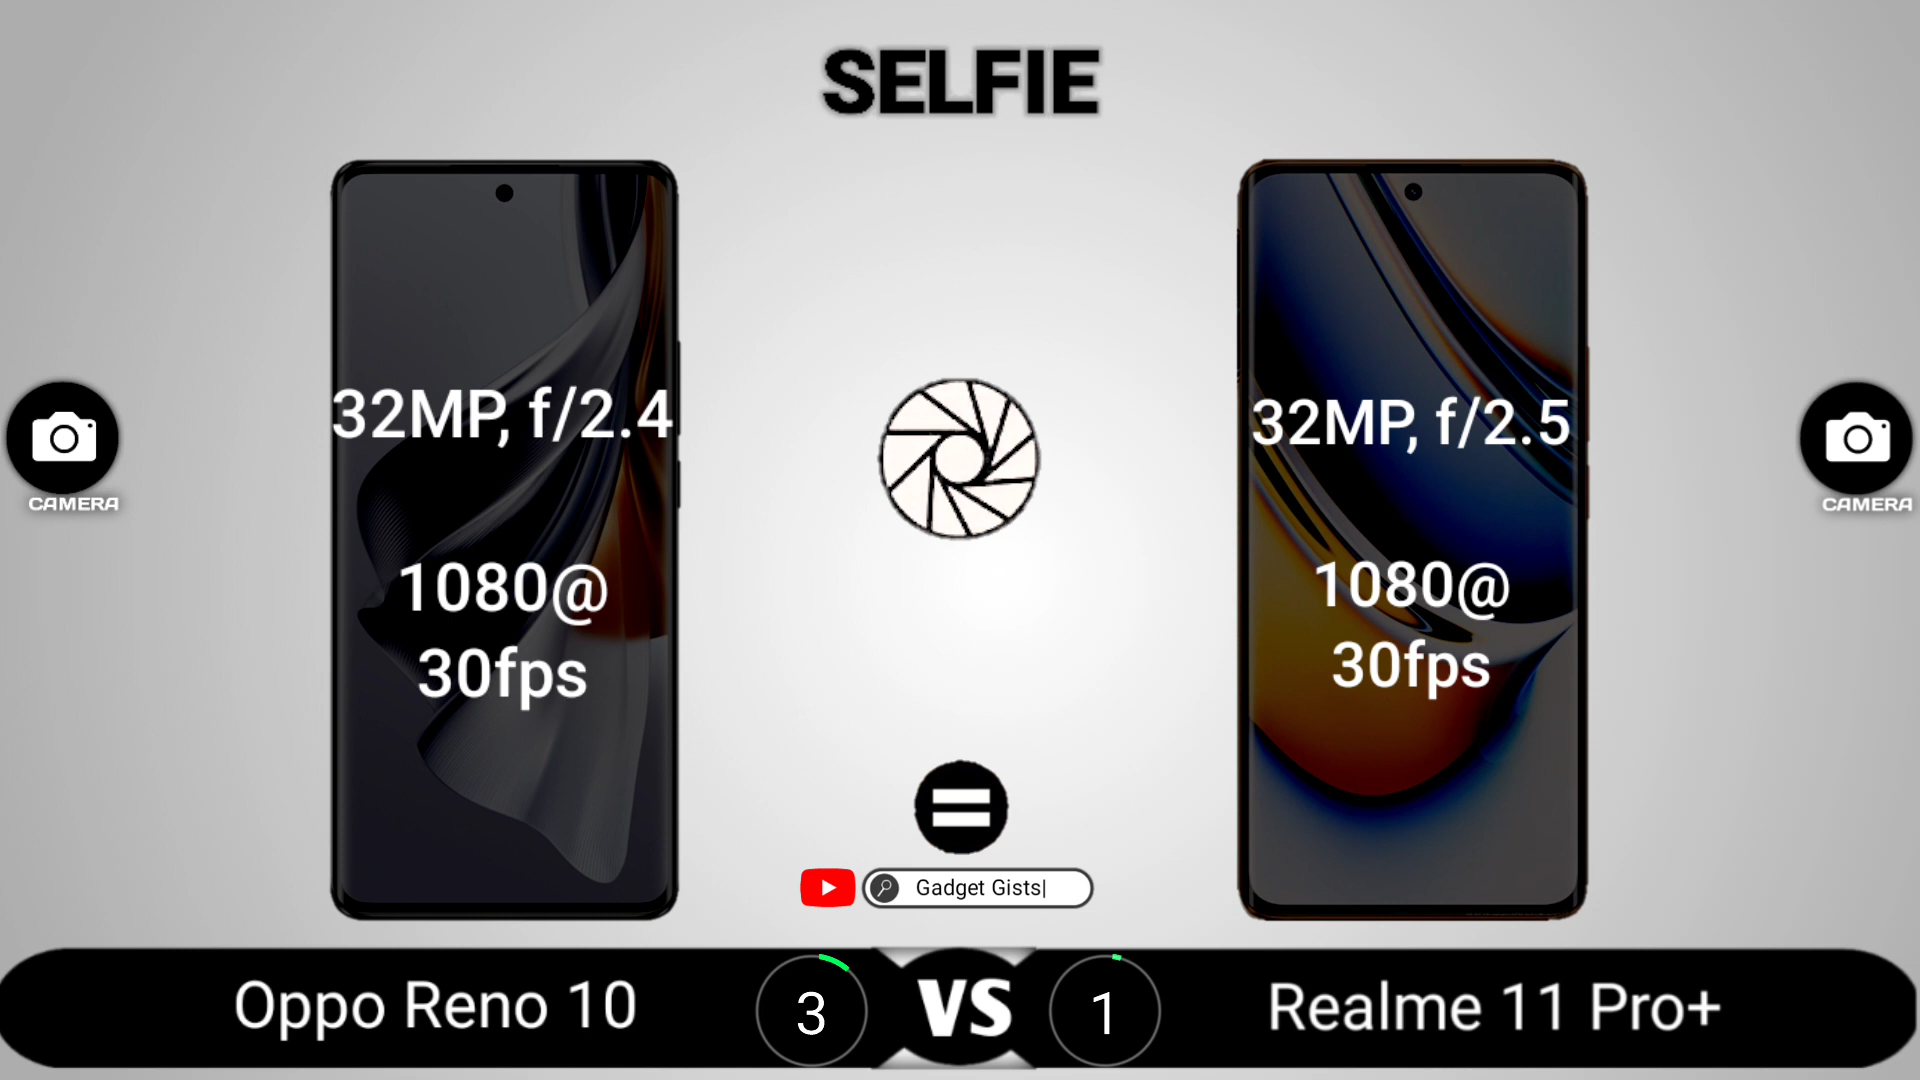 SELFIE
32MP, f/2.4
1080@
30fps
32MP, f/2.5
1080@
30fps
CAMERA
CAMERA
Gadget Gists|
Oppo Reno 10
3
VS
1
Realme 11 Pro+